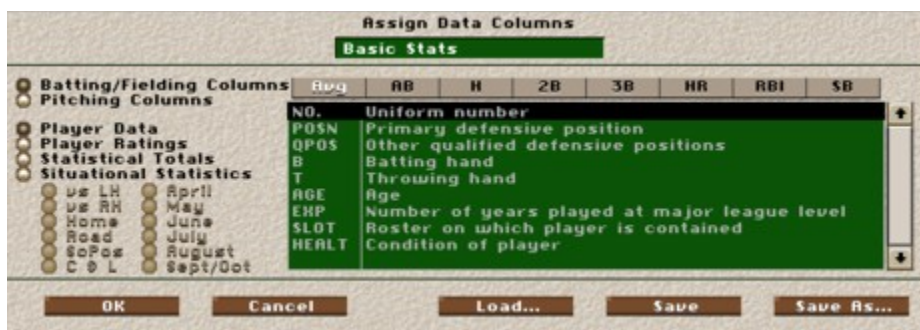 Assign Data Columns
Basic Stats
Batting/Fielding Columns
Pitching Columns
Avg AB H 2B 3B HR RBI SB
Player Data
Player Ratings
Statistical Totals
Situational Statistics
vs LH April
vs RH May
Home June
Road July
SoPos August
C & L Sept/Oct
NO. Uniform number
POSN Primary defensive position
QPOS Other qualified defensive positions
B Batting hand
T Throwing hand
AGE Age
EXP Number of years played at major league level
SLOT Roster on which player is contained
HEALT Condition of player
OK Cancel Load... Save Save As...